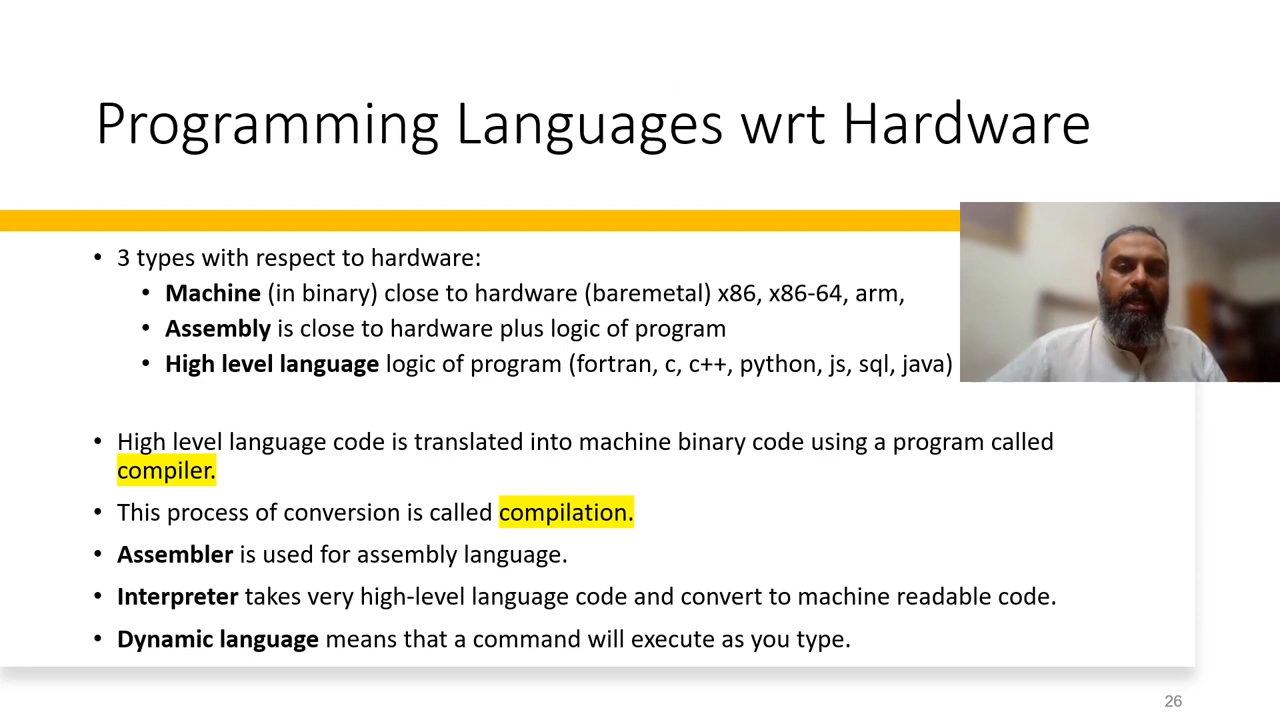 Programming Languages wrt Hardware
• 3 types with respect to hardware:
• Machine (in binary) close to hardware (baremetal) x86, x86-64, arm,
• Assembly is close to hardware plus logic of program
• High level language logic of program (fortran, c, c++, python, js, sql, java)
• High level language code is translated into machine binary code using a program called
compiler.
• This process of conversion is called compilation.
• Assembler is used for assembly language.
• Interpreter takes very high-level language code and convert to machine readable code.
• Dynamic language means that a command will execute as you type.
26